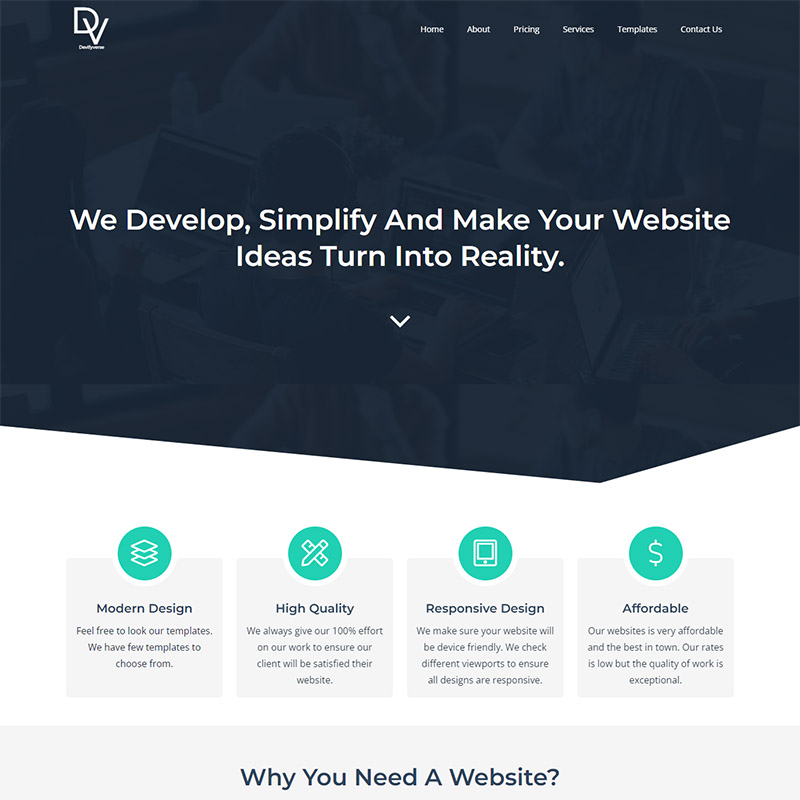 DV
Devifyverse
Home About Pricing Services Templates Contact Us
We Develop, Simplify And Make Your Website
Ideas Turn Into Reality.
Modern Design
Feel free to look our templates.
We have few templates to
choose from.
High Quality
We always give our 100% effort
on our work to ensure our
client will be satisfied their
website.
Responsive Design
We make sure your website will
be device friendly. We check
different viewports to ensure
all designs are responsive.
$
Affordable
Our websites is very affordable
and the best in town. Our rates
is low but the quality of work is
exceptional.
Why You Need A Website?